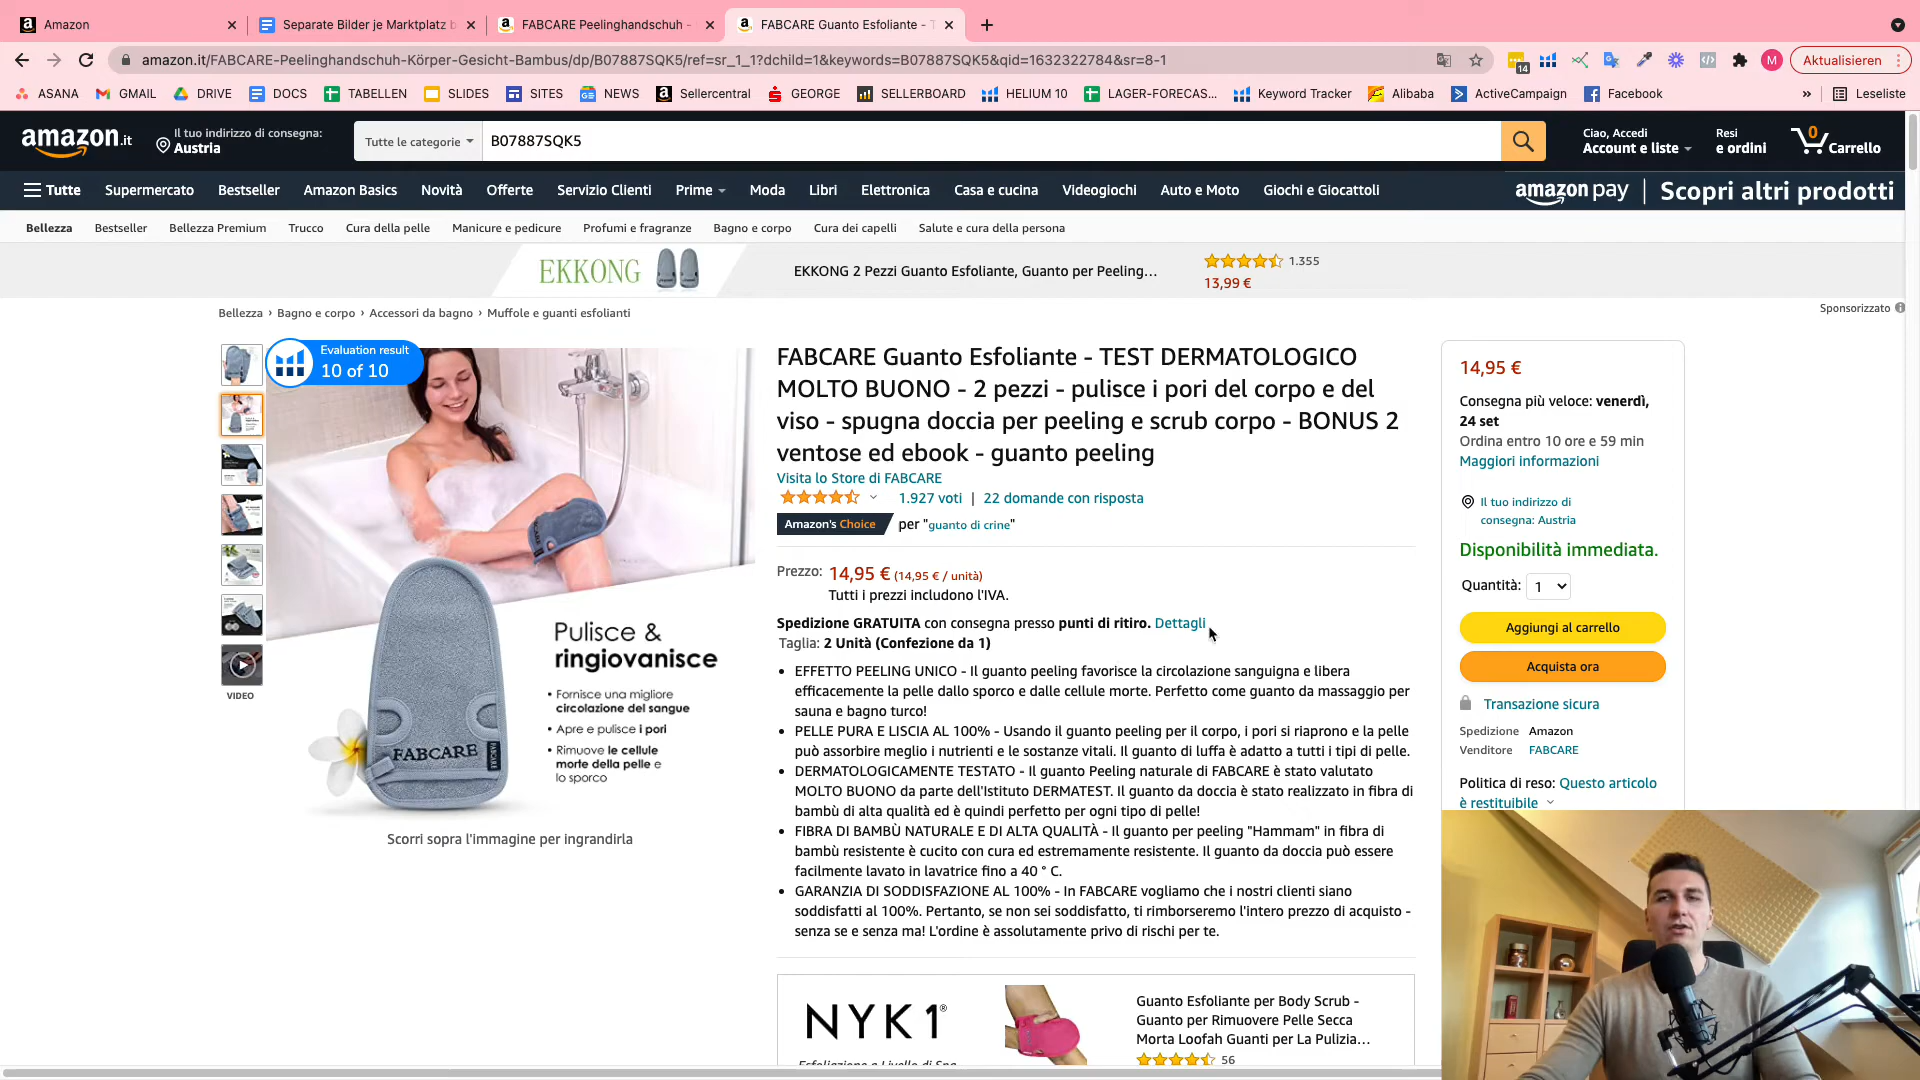 Amazon
Separate Bilder je Marktplatz b
FABCARE Peelinghandschuh -
FABCARE Guanto Esfoliante - T
amazon.it/FABCARE-Peelinghandschuh-Körper-Gesicht-Bambus/dp/B07887SQK5/ref=sr_1_1?dchild=1&keywords=B07887SQK5&qid=1632322784&sr=8-1
14
M
Aktualisieren
ASANA
GMAIL
DRIVE
DOCS
TABELLEN
SLIDES
SITES
NEWS
Sellercentral
GEORGE
SELLERBOARD
HELIUM 10
LAGER-FORECAS...
Keyword Tracker
Alibaba
ActiveCampaign
Facebook
»
Leseliste
amazon.it
Il tuo indirizzo di consegna:
Austria
Tutte le categorie
B07887SQK5
Ciao, Accedi
Account e liste
Resi
e ordini
0
Carrello
Tutte
Supermercato
Bestseller
Amazon Basics
Novità
Offerte
Servizio Clienti
Prime
Moda
Libri
Elettronica
Casa e cucina
Videogiochi
Auto e Moto
Giochi e Giocattoli
amazon pay
Scopri altri prodotti
Bellezza
Bestseller
Bellezza Premium
Trucco
Cura della pelle
Manicure e pedicure
Profumi e fragranze
Bagno e corpo
Cura dei capelli
Salute e cura della persona
EKKONG
EKKONG 2 Pezzi Guanto Esfoliante, Guanto per Peeling...
1.355
13,99 €
Sponsorizzato
Bellezza › Bagno e corpo › Accessori da bagno › Muffole e guanti esfolianti
Evaluation result
10 of 10
VIDEO
Pulisce &
ringiovanisce
• Fornisce una migliore
circolazione del sangue
• Apre e pulisce i pori
• Rimuove le cellule
morte della pelle e
lo sporco
FABCARE
FABCARE
Scorri sopra l'immagine per ingrandirla
FABCARE Guanto Esfoliante - TEST DERMATOLOGICO
MOLTO BUONO - 2 pezzi - pulisce i pori del corpo e del
viso - spugna doccia per peeling e scrub corpo - BONUS 2
ventose ed ebook - guanto peeling
Visita lo Store di FABCARE
1.927 voti | 22 domande con risposta
Amazon's Choice per "guanto di crine"
Prezzo: 14,95 € (14,95 € / unità)
Tutti i prezzi includono l'IVA.
Spedizione GRATUITA con consegna presso punti di ritiro. Dettagli
Taglia: 2 Unità (Confezione da 1)
• EFFETTO PEELING UNICO - Il guanto peeling favorisce la circolazione sanguigna e libera
efficacemente la pelle dallo sporco e dalle cellule morte. Perfetto come guanto da massaggio per
sauna e bagno turco!
• PELLE PURA E LISCIA AL 100% - Usando il guanto peeling per il corpo, i pori si riaprono e la pelle
può assorbire meglio i nutrienti e le sostanze vitali. Il guanto di luffa è adatto a tutti i tipi di pelle.
• DERMATOLOGICAMENTE TESTATO - Il guanto Peeling naturale di FABCARE è stato valutato
MOLTO BUONO da parte dell'Istituto DERMATEST. Il guanto da doccia è stato realizzato in fibra di
bambù di alta qualità ed è quindi perfetto per ogni tipo di pelle!
• FIBRA DI BAMBÙ NATURALE E DI ALTA QUALITÀ - Il guanto per peeling "Hammam" in fibra di
bambù resistente è cucito con cura ed estremamente resistente. Il guanto da doccia può essere
facilmente lavato in lavatrice fino a 40 ° C.
• GARANZIA DI SODDISFAZIONE AL 100% - In FABCARE vogliamo che i nostri clienti siano
soddisfatti al 100%. Pertanto, se non sei soddisfatto, ti rimborseremo l'intero prezzo di acquisto -
senza se e senza ma! L'ordine è assolutamente privo di rischi per te.
NYK1®
Guanto Esfoliante per Body Scrub -
Guanto per Rimuovere Pelle Secca
Morta Loofah Guanti per La Pulizia...
56
14,95 €
Consegna più veloce: venerdì,
24 set
Ordina entro 10 ore e 59 min
Maggiori informazioni
Il tuo indirizzo di
consegna: Austria
Disponibilità immediata.
Quantità: 1
Aggiungi al carrello
Acquista ora
Transazione sicura
Spedizione Amazon
Venditore FABCARE
Politica di reso: Questo articolo
è restituibile